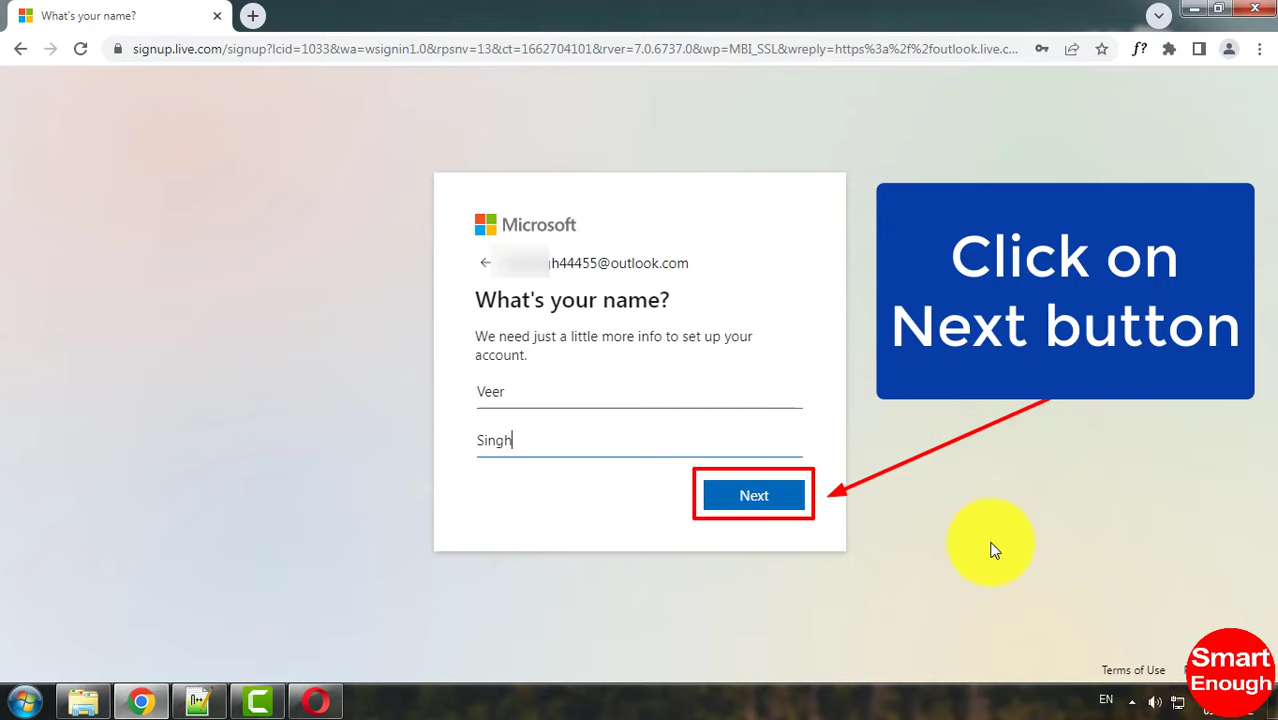 What's your name?
signup.live.com/signup?lcid=1033&wa=wsignin1.0&rpsnv=13&ct=1662704101&rver=7.0.6737.0&wp=MBI_SSL&wreply=https%3a%2f%2foutlook.live.c...
f?
Microsoft
gh44455@outlook.com
What's your name?
We need just a little more info to set up your
account.
Veer
Singh
Next
Click on
Next button
Terms of Use
Smart
Enough
EN